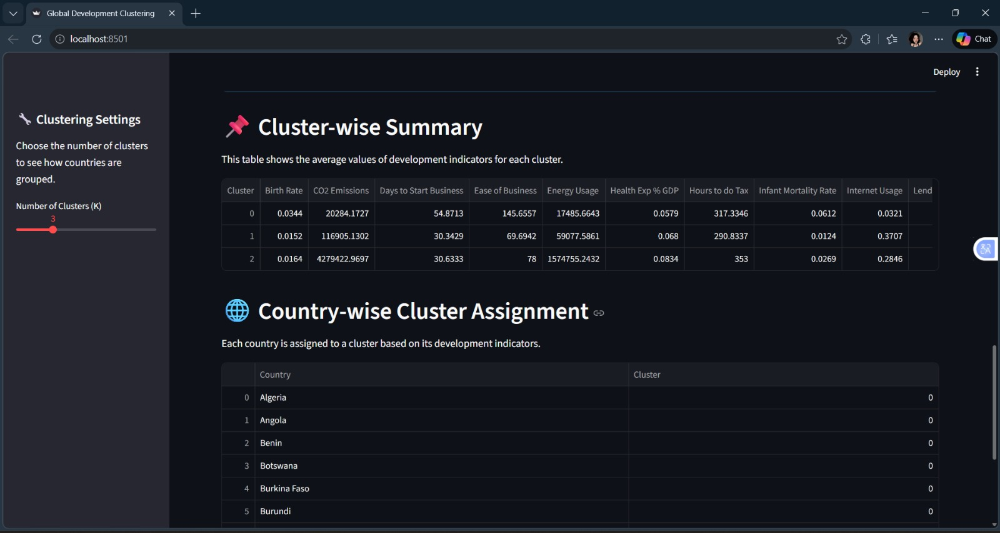 Global Development Clustering
localhost:8501
Chat
Deploy
Clustering Settings
Choose the number of clusters
to see how countries are
grouped.
Number of Clusters (K)
3
Cluster-wise Summary
This table shows the average values of development indicators for each cluster.
Cluster Birth Rate CO2 Emissions Days to Start Business Ease of Business Energy Usage Health Exp % GDP Hours to do Tax Infant Mortality Rate Internet Usage Lend
0 0.0344 20284.1727 54.8713 145.6557 17485.6643 0.0579 317.3346 0.0612 0.0321
1 0.0152 116905.1302 30.3429 69.6942 59077.5861 0.068 290.8337 0.0124 0.3707
2 0.0164 4279422.9697 30.6333 78 1574755.2432 0.0834 353 0.0269 0.2846
Country-wise Cluster Assignment
Each country is assigned to a cluster based on its development indicators.
Country Cluster
0 Algeria 0
1 Angola 0
2 Benin 0
3 Botswana 0
4 Burkina Faso 0
5 Burundi 0